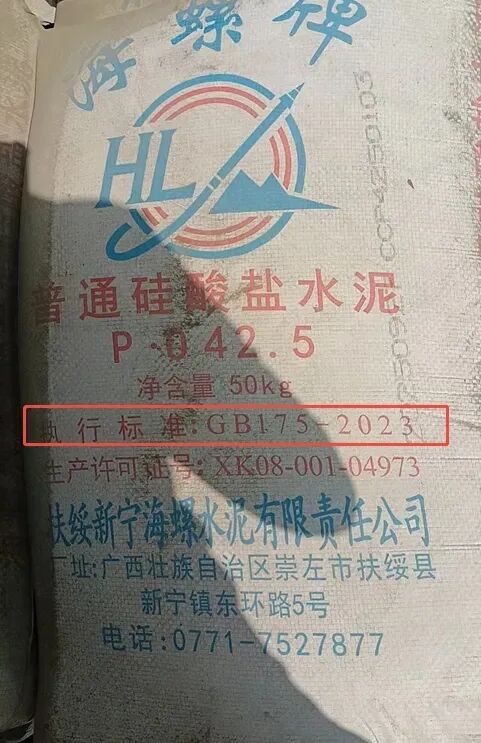 海螺牌
HL
普通硅酸盐水泥
P·O42.5
净含量 50kg
执行标准:GB175-2023
生产许可证号:XK08-001-04973
扶绥新宁海螺水泥有限责任公司
厂址:广西壮族自治区崇左市扶绥县
新宁镇东环路5号
电话:0771-7527877